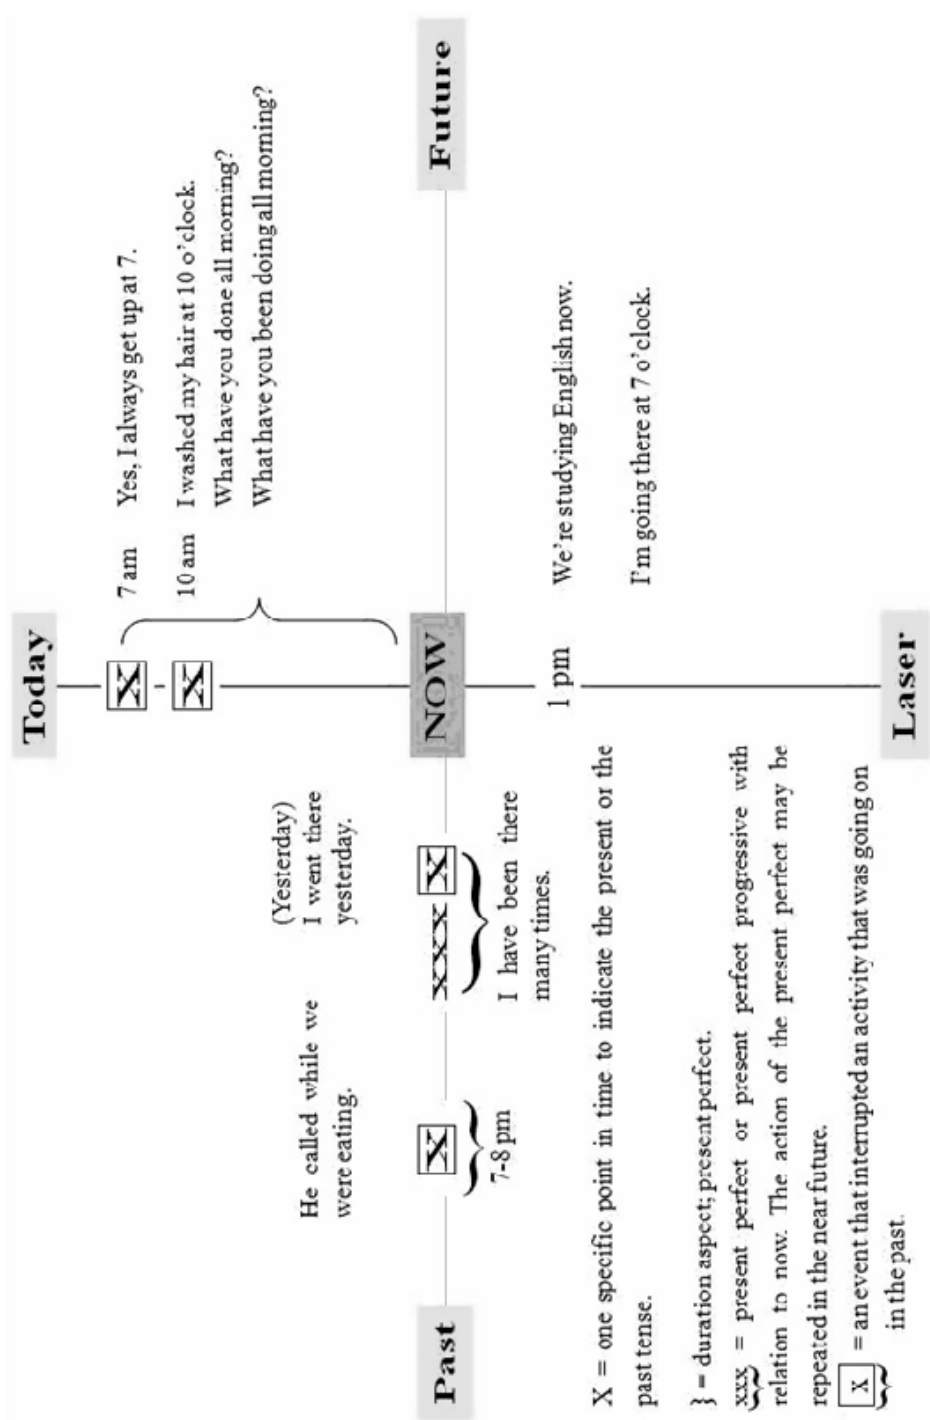 Today
7 am Yes, I always get up at 7.
10 am I washed my hair at 10 o'clock.
What have you done all morning?
What have you been doing all morning?
(Yesterday)
I went there
yesterday.
He called while we
were eating.
Past
X
7-8 pm
xxx X
I have been there
many times.
NOW
Future
X
X
1 pm
We're studying English now.
I'm going there at 7 o'clock.
Laser
X = one specific point in time to indicate the present or the
past tense.
} = duration aspect; present perfect.
xxx = present perfect or present perfect progressive with
relation to now. The action of the present perfect may be
repeated in the near future.
X = an event that interrupted an activity that was going on
in the past.